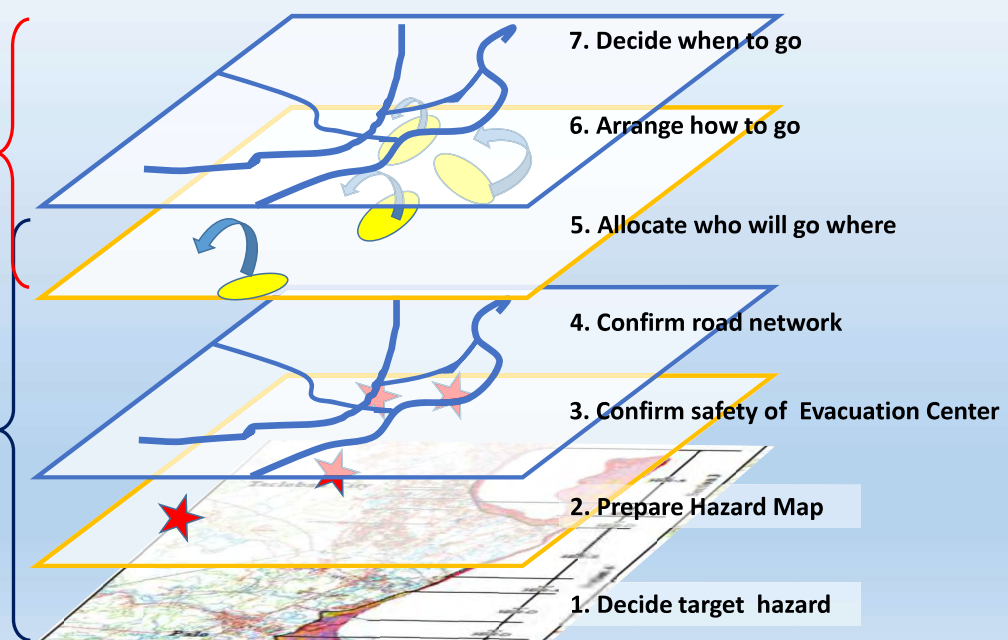 7. Decide when to go
6. Arrange how to go
5. Allocate who will go where
4. Confirm road network
3. Confirm safety of Evacuation Center
2. Prepare Hazard Map
1. Decide target hazard
Palo